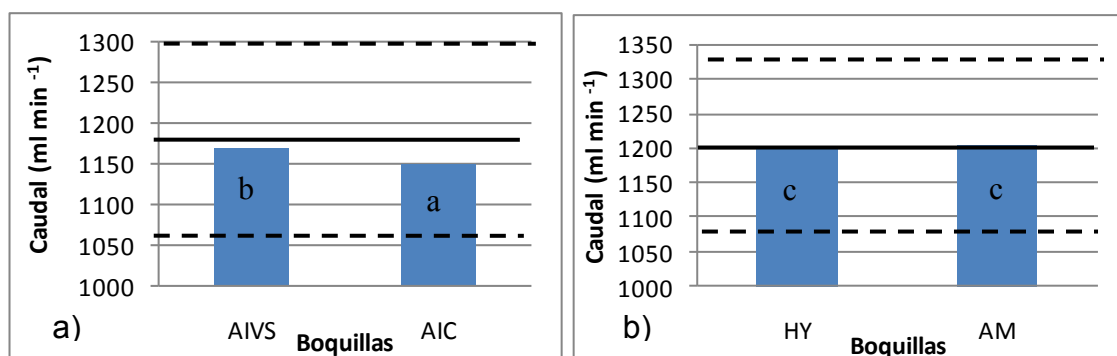 Caudal (ml min -1)
1300
1250
1200
1150
1100
1050
1000
b
a
AIVS
AIC
Boquillas
a)
Caudal (ml min -1)
1350
1300
1250
1200
1150
1100
1050
1000
c
c
HY
AM
Boquillas
b)